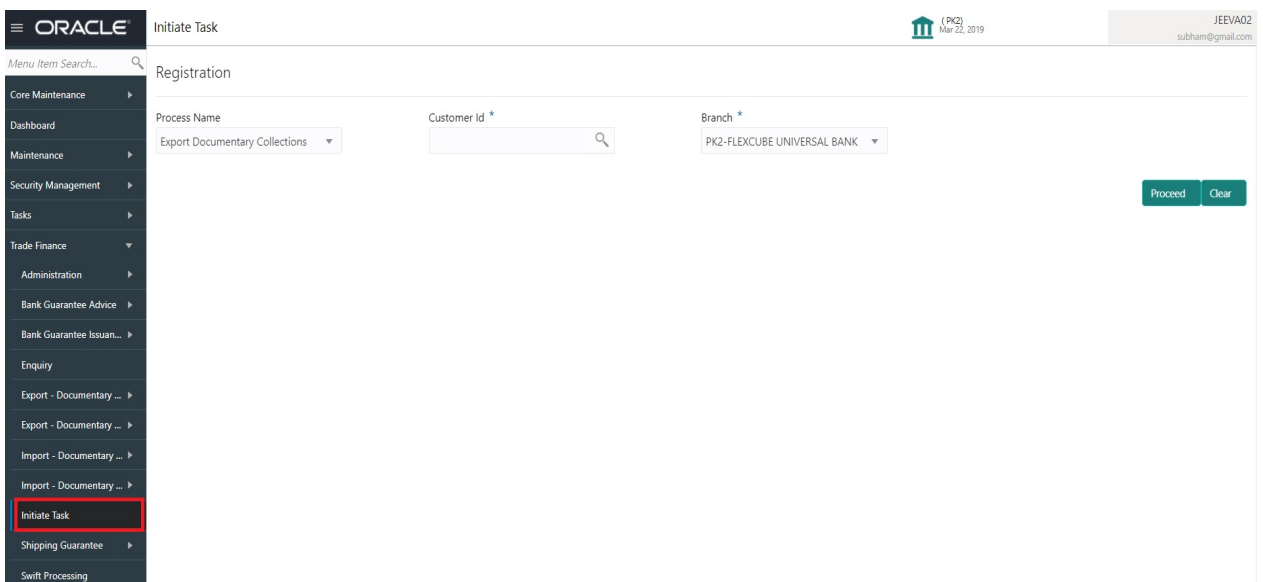 ORACLE
Initiate Task
(PK2)
Mar 22, 2019
JEEVA02
subham@gmail.com
Menu Item Search...
Registration
Core Maintenance
Dashboard
Maintenance
Security Management
Tasks
Trade Finance
Administration
Bank Guarantee Advice
Bank Guarantee Issuan...
Enquiry
Export - Documentary ...
Export - Documentary ...
Import - Documentary ...
Import - Documentary ...
Initiate Task
Shipping Guarantee
Swift Processing
Process Name
Customer Id *
Branch *
Export Documentary Collections
PK2-FLEXCUBE UNIVERSAL BANK
Proceed
Clear